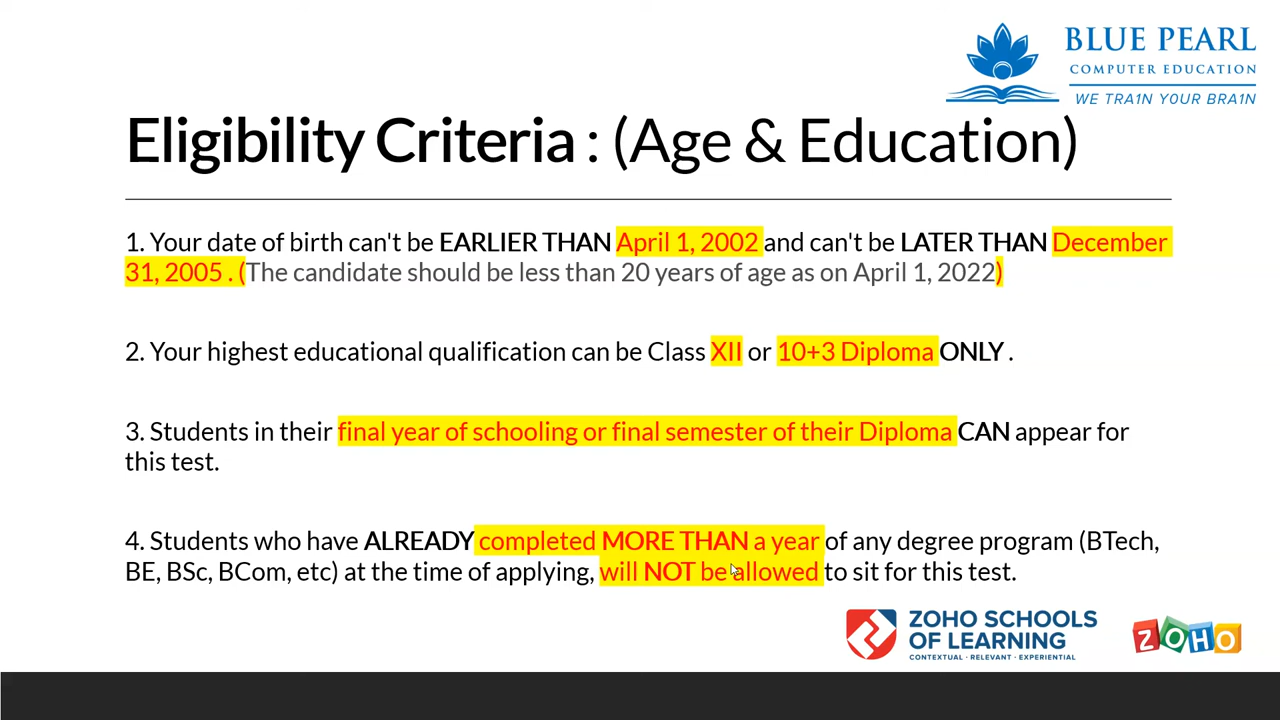 BLUE PEARL
COMPUTER EDUCATION
WE TRA1N Y0UR BRA1N
Eligibility Criteria : (Age & Education)
1. Your date of birth can't be EARLIER THAN April 1, 2002 and can't be LATER THAN December
31, 2005 . (The candidate should be less than 20 years of age as on April 1, 2022)
2. Your highest educational qualification can be Class XII or 10+3 Diploma ONLY .
3. Students in their final year of schooling or final semester of their Diploma CAN appear for
this test.
4. Students who have ALREADY completed MORE THAN a year of any degree program (BTech,
BE, BSc, BCom, etc) at the time of applying, will NOT be allowed to sit for this test.
ZOHO SCHOOLS
OF LEARNING
CONTEXTUAL · RELEVANT · EXPERIENTIAL
ZOHO